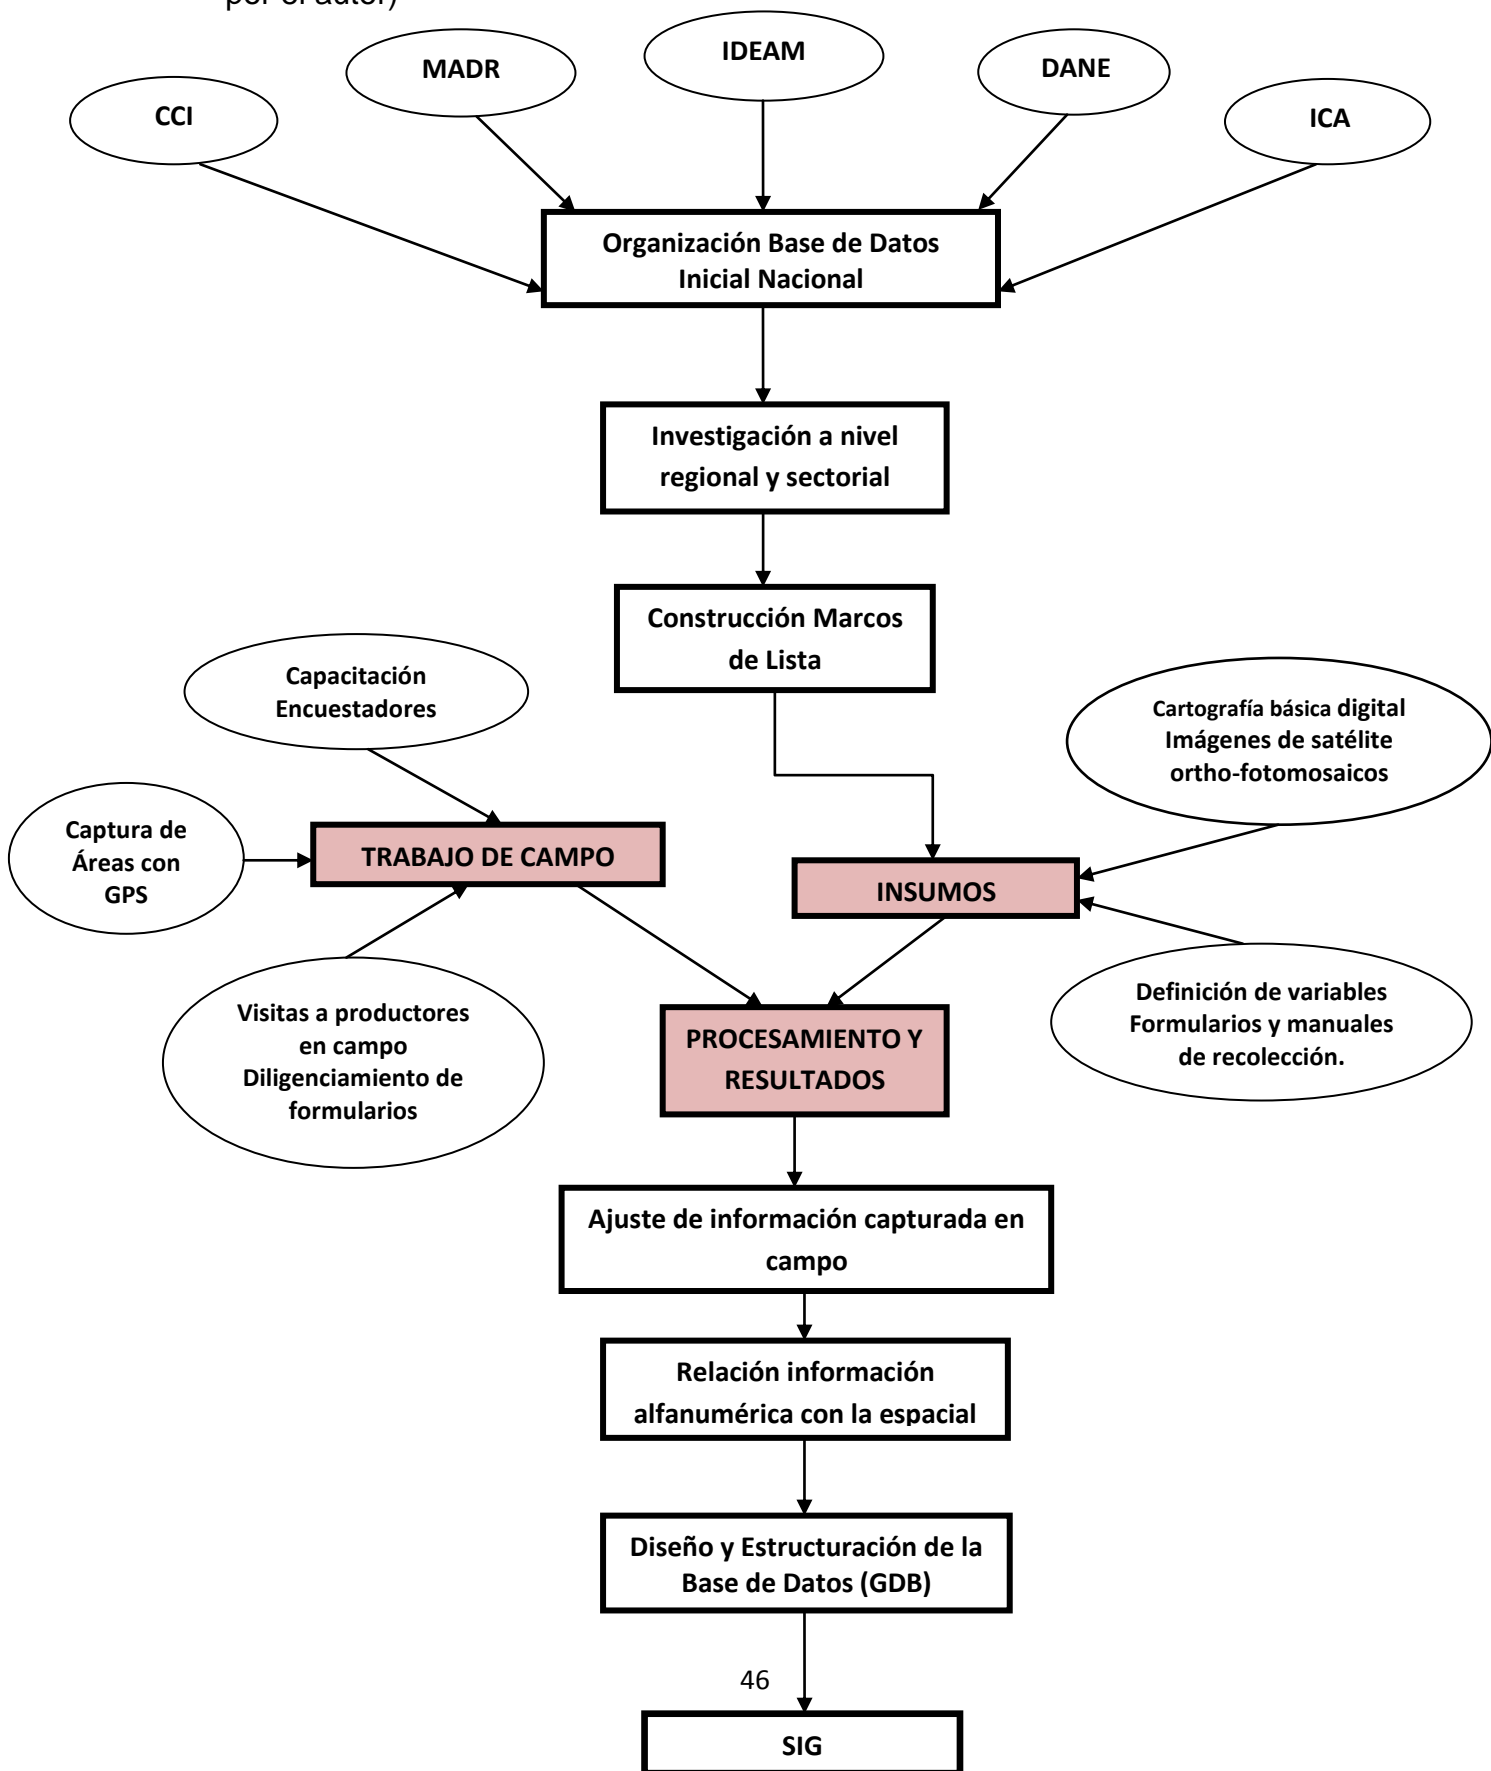 por el autor)
IDEAM
MADR
DANE
CCI
ICA
Organización Base de Datos
Inicial Nacional
Investigación a nivel
regional y sectorial
Construcción Marcos
de Lista
Capacitación
Encuestadores
Cartografía básica digital
Imágenes de satélite
ortho-fotomosaicos
Captura de
Áreas con
GPS
TRABAJO DE CAMPO
INSUMOS
Visitas a productores
en campo
Diligenciamiento de
formularios
Definición de variables
Formularios y manuales
de recolección.
PROCESAMIENTO Y
RESULTADOS
Ajuste de información capturada en
campo
Relación información
alfanumérica con la espacial
Diseño y Estructuración de la
Base de Datos (GDB)
46
SIG